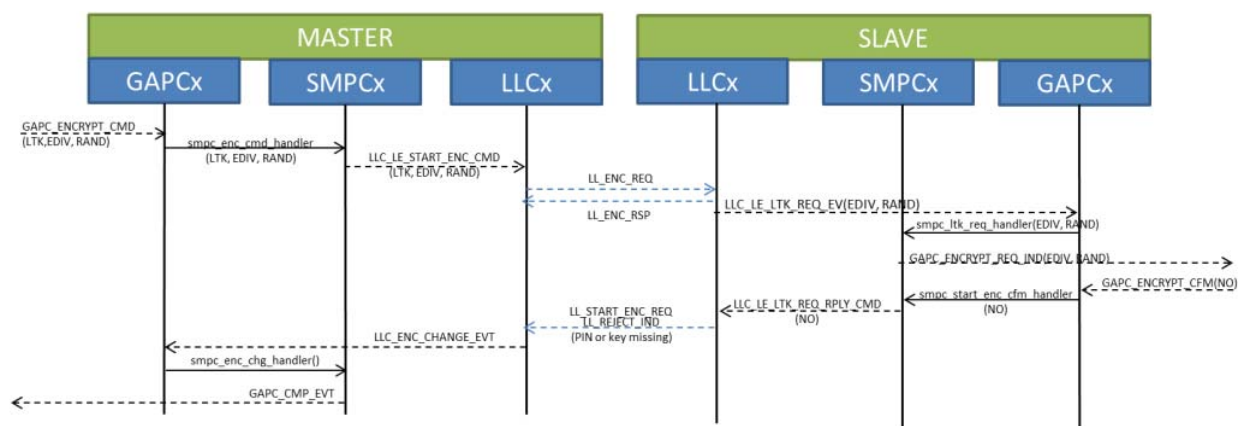 MASTER
SLAVE
GAPCx
SMPCx
LLCx
LLCx
SMPCx
GAPCx
GAPC_ENCRYPT_CMD
(LTK,EDIV, RAND)
smpc_enc_cmd_handler
(LTK, EDIV, RAND)
LLC_LE_START_ENC_CMD
(LTK, EDIV, RAND)
LL_ENC_REQ
LL_ENC_RSP
LLC_LE_LTK_REQ_EV(EDIV, RAND)
smpc_ltk_req_handler(EDIV, RAND)
GAPC_ENCRYPT_REQ_IND(EDIV, RAND)
GAPC_ENCRYPT_CFM(NO)
smpc_start_enc_cfm_handler
(NO)
LLC_LE_LTK_REQ_RPLY_CMD
(NO)
LL_START_ENC_REQ
LL_REJECT_IND
(PIN or key missing)
LLC_ENC_CHANGE_EVT
smpc_enc_chg_handler()
GAPC_CMP_EVT